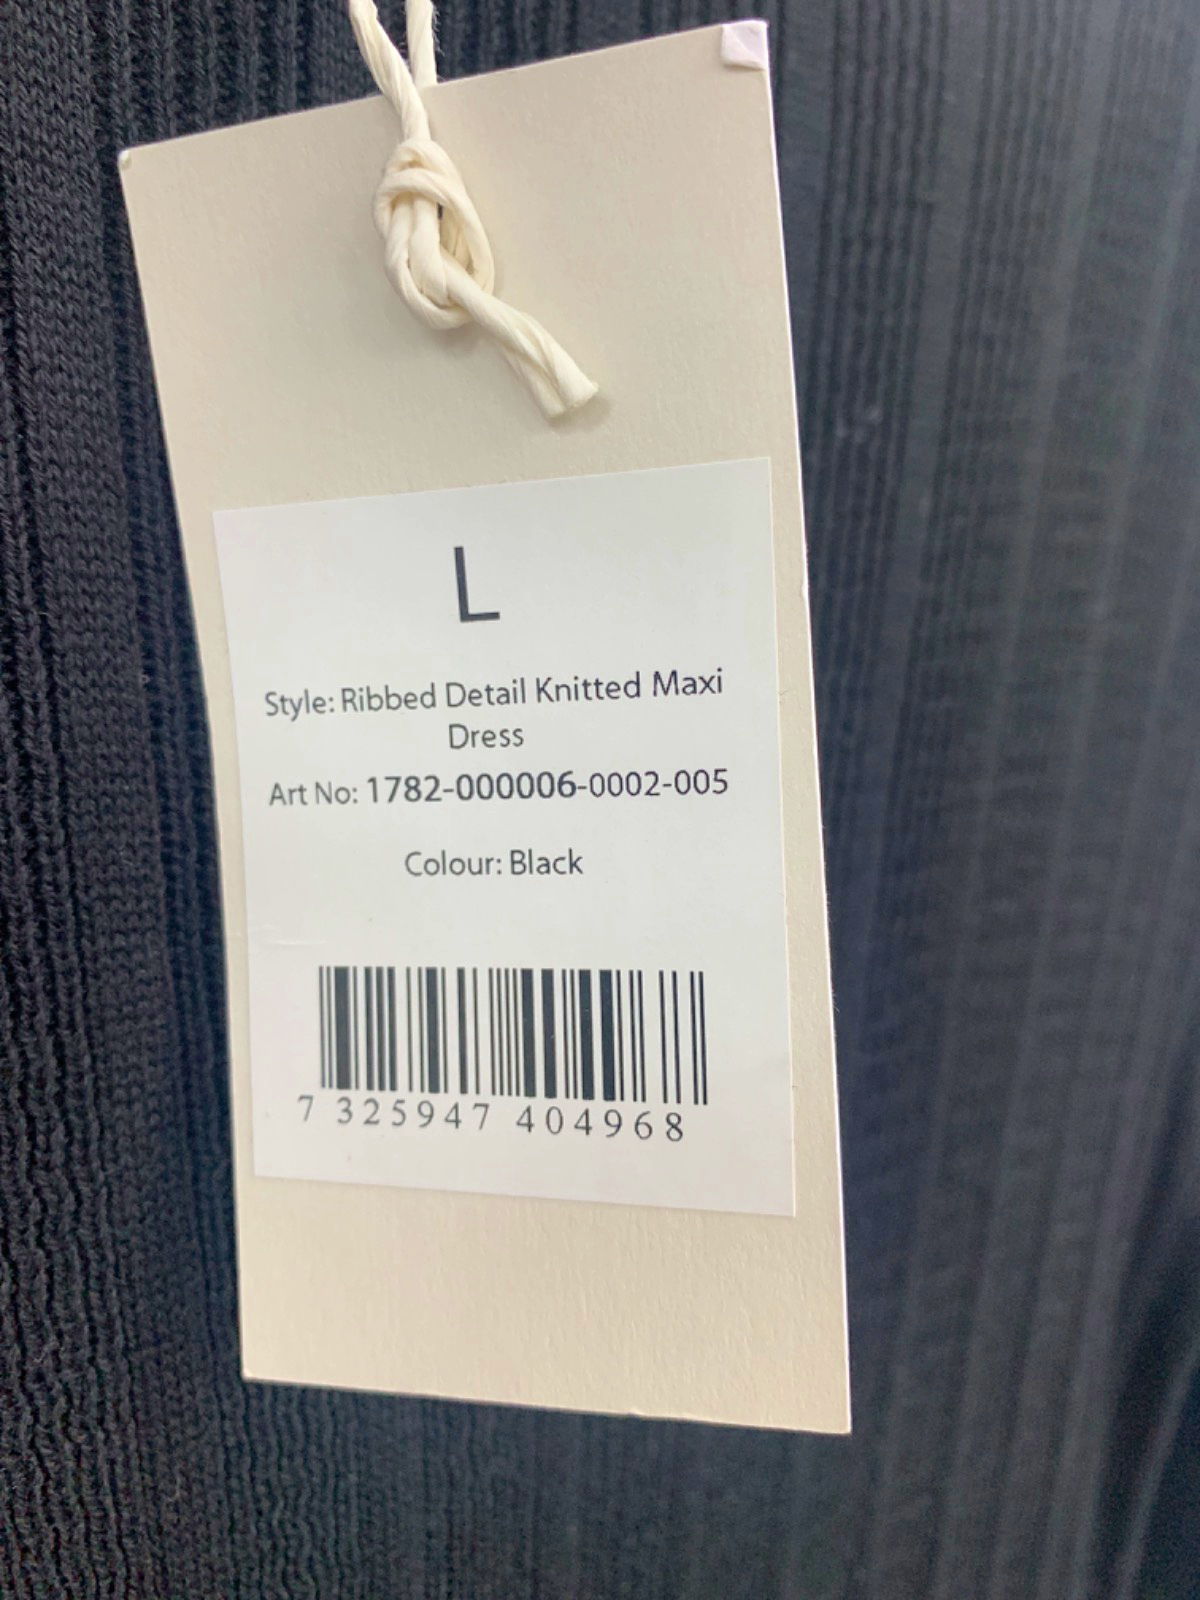 L
Style: Ribbed Detail Knitted Maxi
Dress
Art No: 1782-000006-0002-005
Colour: Black
7 325947 404968